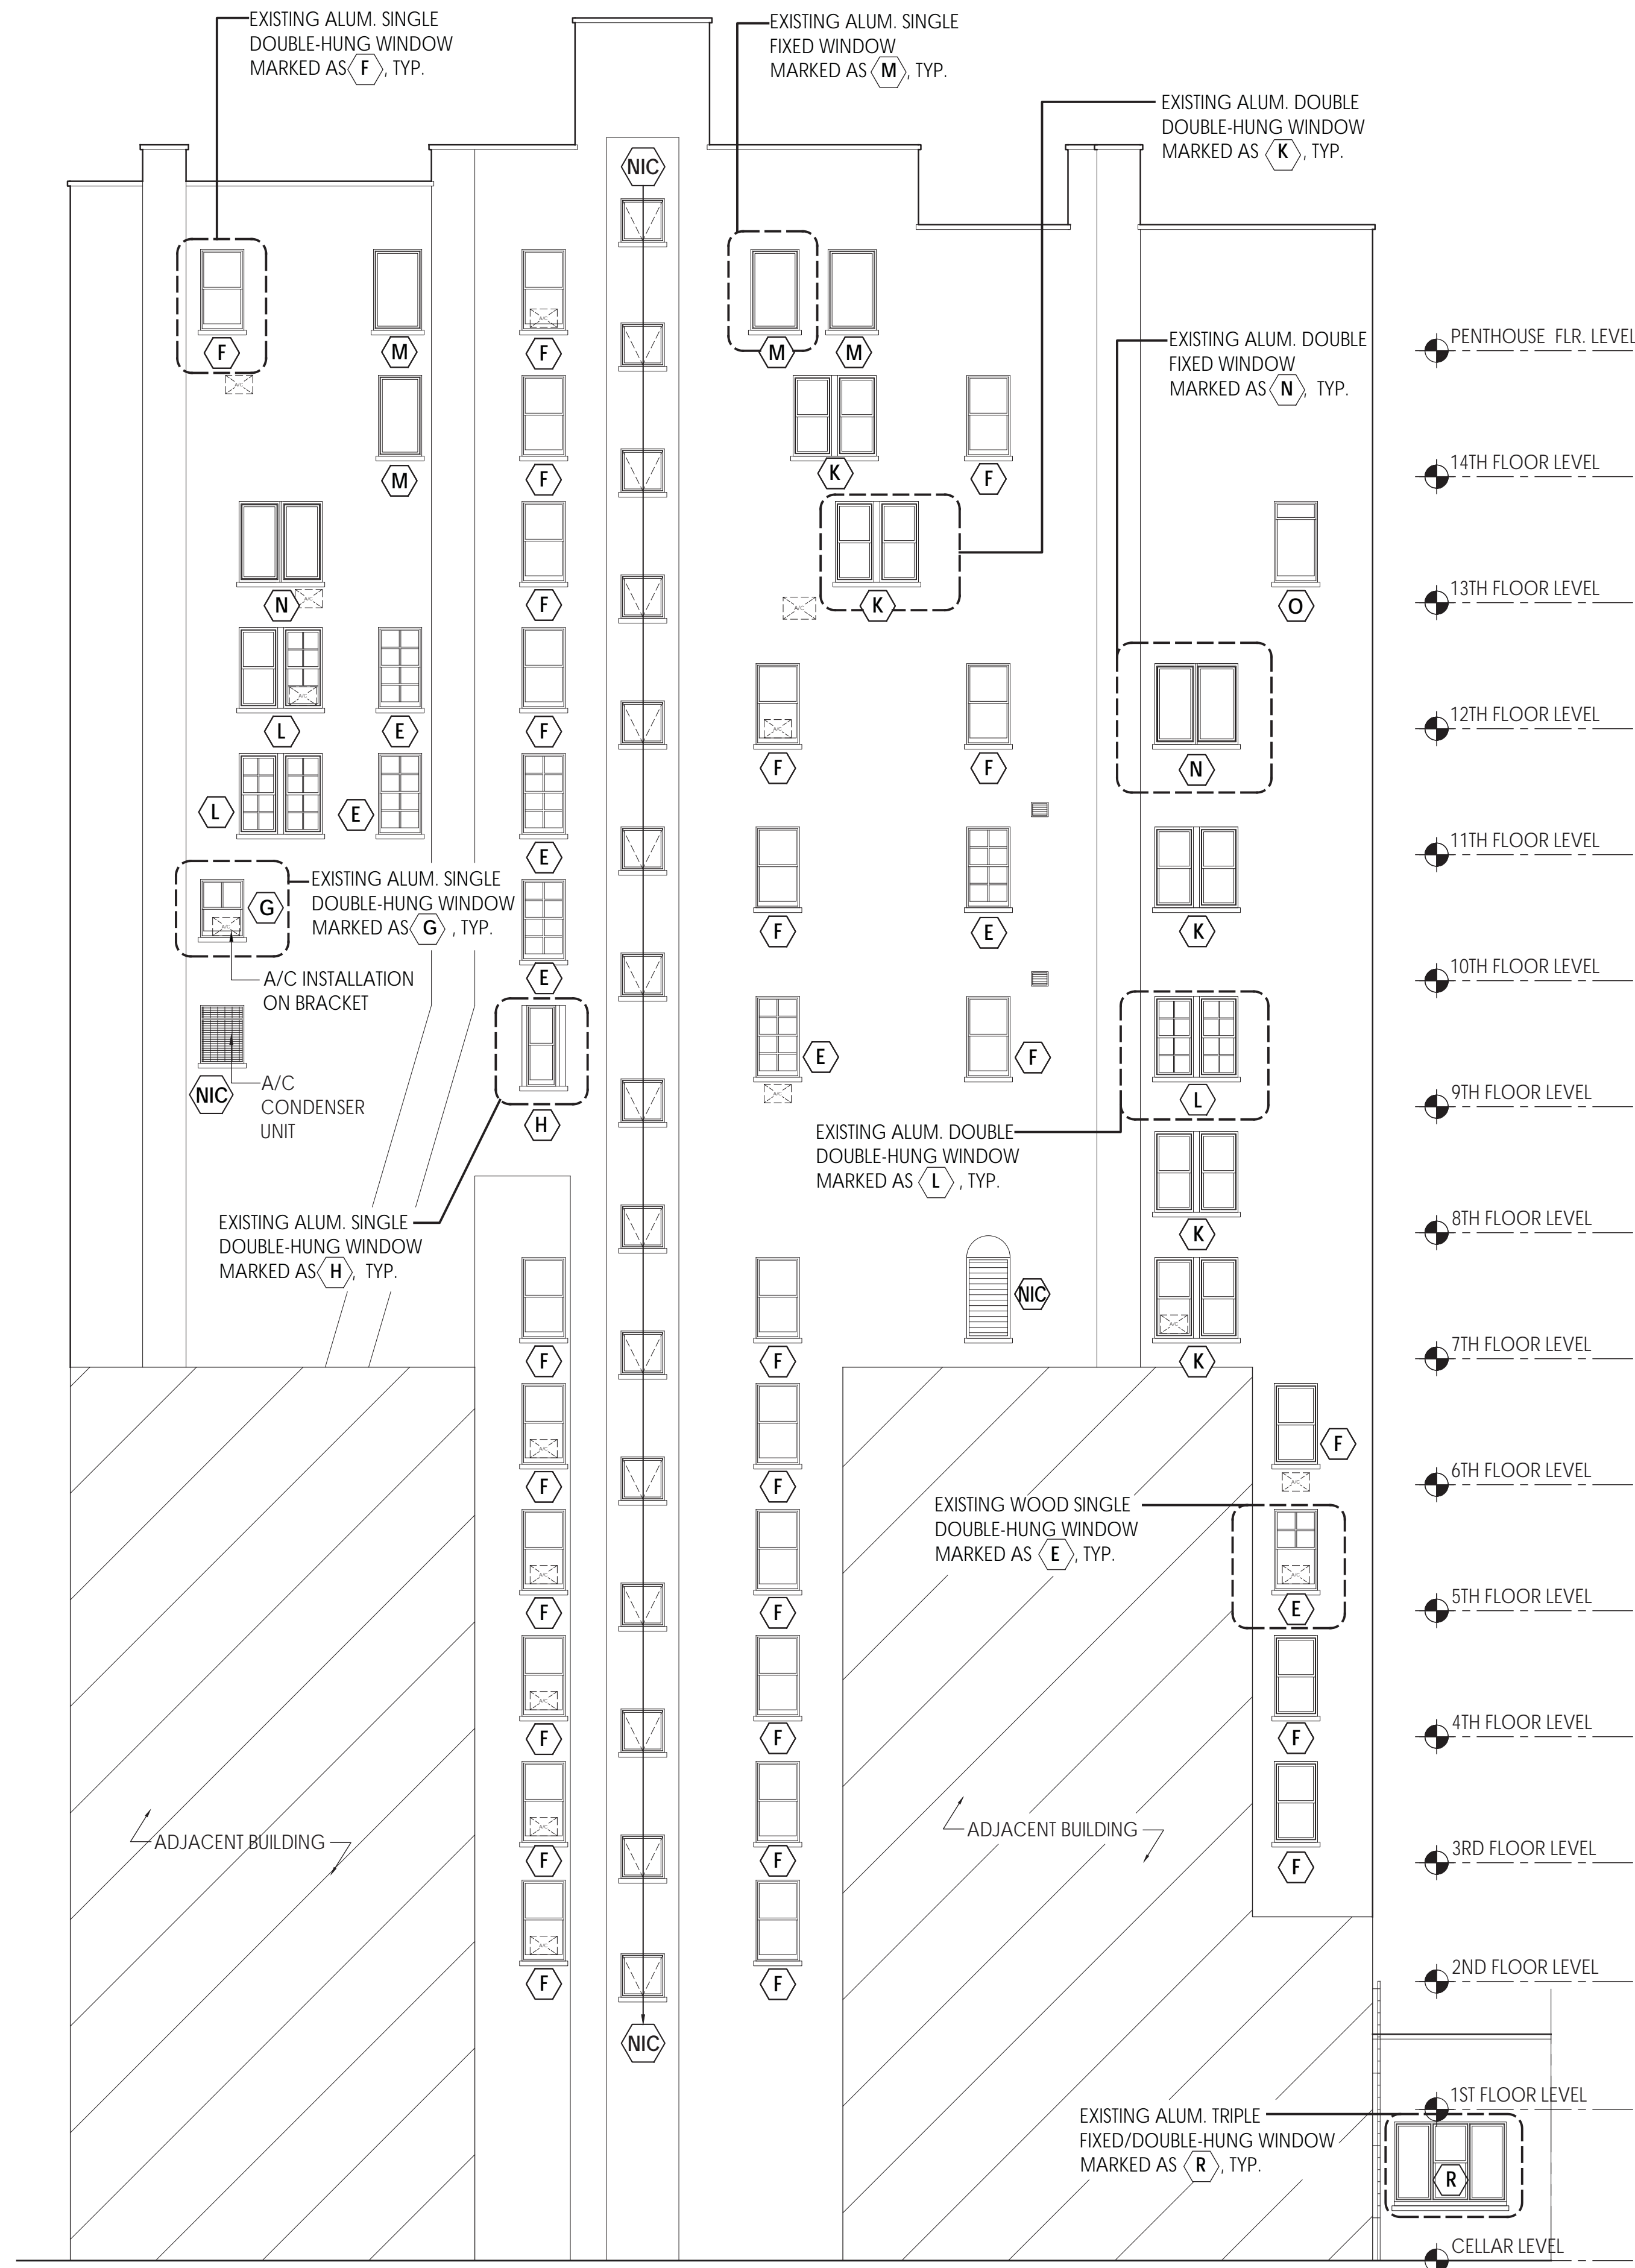 EXISTING ALUM. SINGLE
DOUBLE-HUNG WINDOW
MARKED AS F, TYP.
EXISTING ALUM. SINGLE
FIXED WINDOW
MARKED AS M, TYP.
EXISTING ALUM. DOUBLE
DOUBLE-HUNG WINDOW
MARKED AS K, TYP.
NIC
A/C
F
M
F
M
M
PENTHOUSE FLR. LEVEL
EXISTING ALUM. DOUBLE
FIXED WINDOW
MARKED AS N, TYP.
A/C
M
F
K
F
14TH FLOOR LEVEL
N
A/C
F
A/C
K
O
13TH FLOOR LEVEL
A/C
L
E
F
A/C
F
F
N
12TH FLOOR LEVEL
L
E
E
F
E
K
11TH FLOOR LEVEL
G
A/C
EXISTING ALUM. SINGLE
DOUBLE-HUNG WINDOW
MARKED AS G, TYP.
A/C INSTALLATION
ON BRACKET
E
10TH FLOOR LEVEL
E
A/C
F
L
NIC
A/C
CONDENSER
UNIT
H
9TH FLOOR LEVEL
EXISTING ALUM. DOUBLE
DOUBLE-HUNG WINDOW
MARKED AS L, TYP.
EXISTING ALUM. SINGLE
DOUBLE-HUNG WINDOW
MARKED AS H, TYP.
K
8TH FLOOR LEVEL
NIC
A/C
F
F
K
7TH FLOOR LEVEL
A/C
F
F
F
A/C
6TH FLOOR LEVEL
EXISTING WOOD SINGLE
DOUBLE-HUNG WINDOW
MARKED AS E, TYP.
A/C
F
F
A/C
E
5TH FLOOR LEVEL
A/C
F
F
F
4TH FLOOR LEVEL
ADJACENT BUILDING
A/C
F
F
ADJACENT BUILDING
F
3RD FLOOR LEVEL
A/C
F
F
2ND FLOOR LEVEL
NIC
1ST FLOOR LEVEL
EXISTING ALUM. TRIPLE
FIXED/DOUBLE-HUNG WINDOW
MARKED AS R, TYP.
R
CELLAR LEVEL